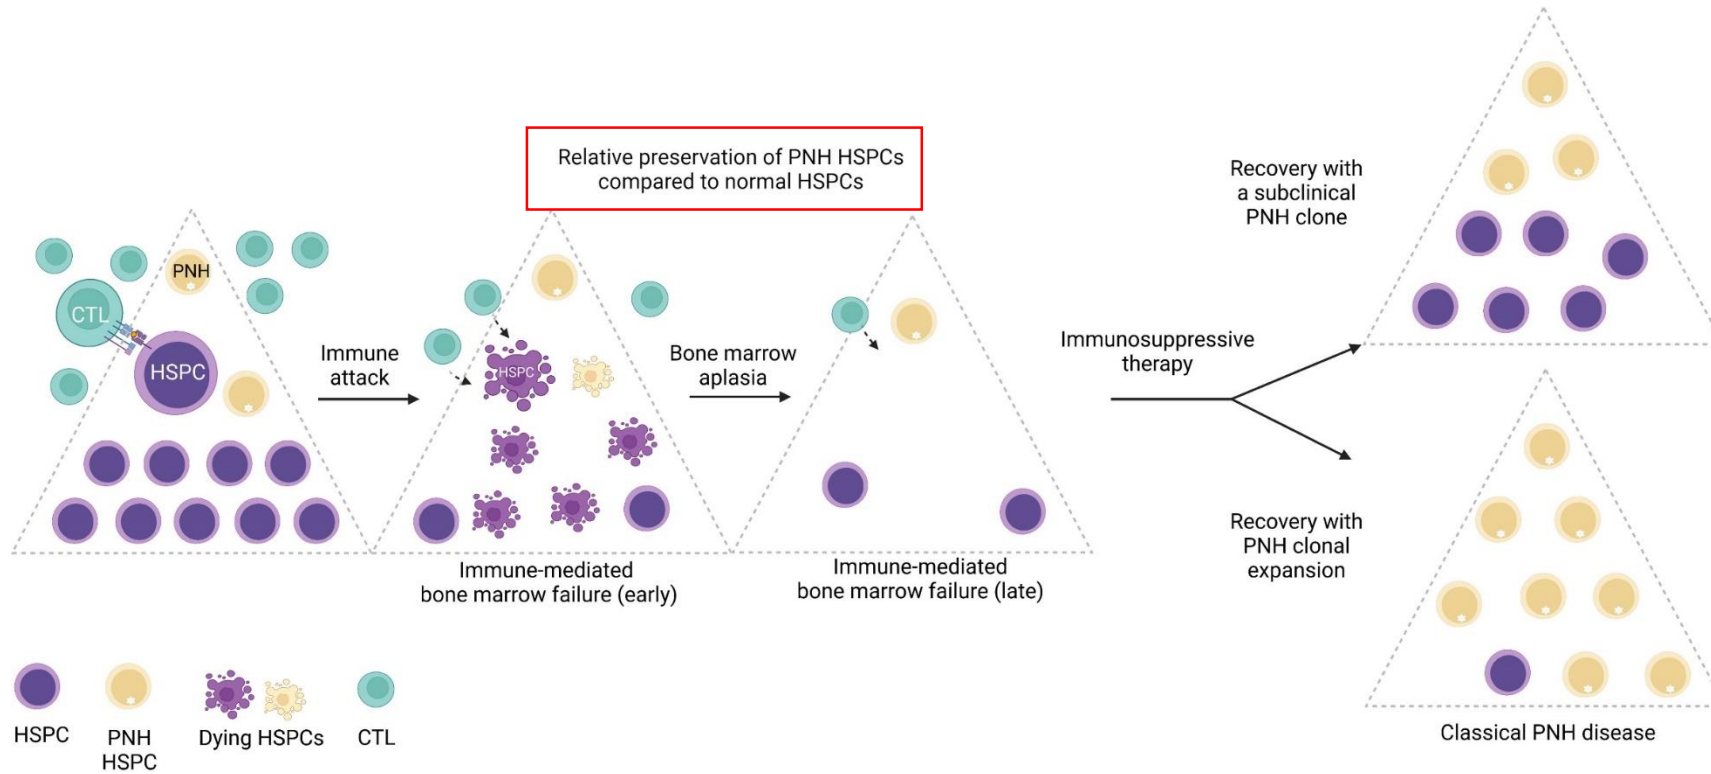 Relative preservation of PNH HSPCs
compared to normal HSPCs
Recovery with
a subclinical
PNH clone
PNH
CTL
HSPC
Immune
attack
HSPC
Bone marrow
aplasia
Immunosuppressive
therapy
Immune-mediated
bone marrow failure (early)
Immune-mediated
bone marrow failure (late)
Recovery with
PNH clonal
expansion
Classical PNH disease
HSPC
PNH
HSPC
Dying HSPCs
CTL